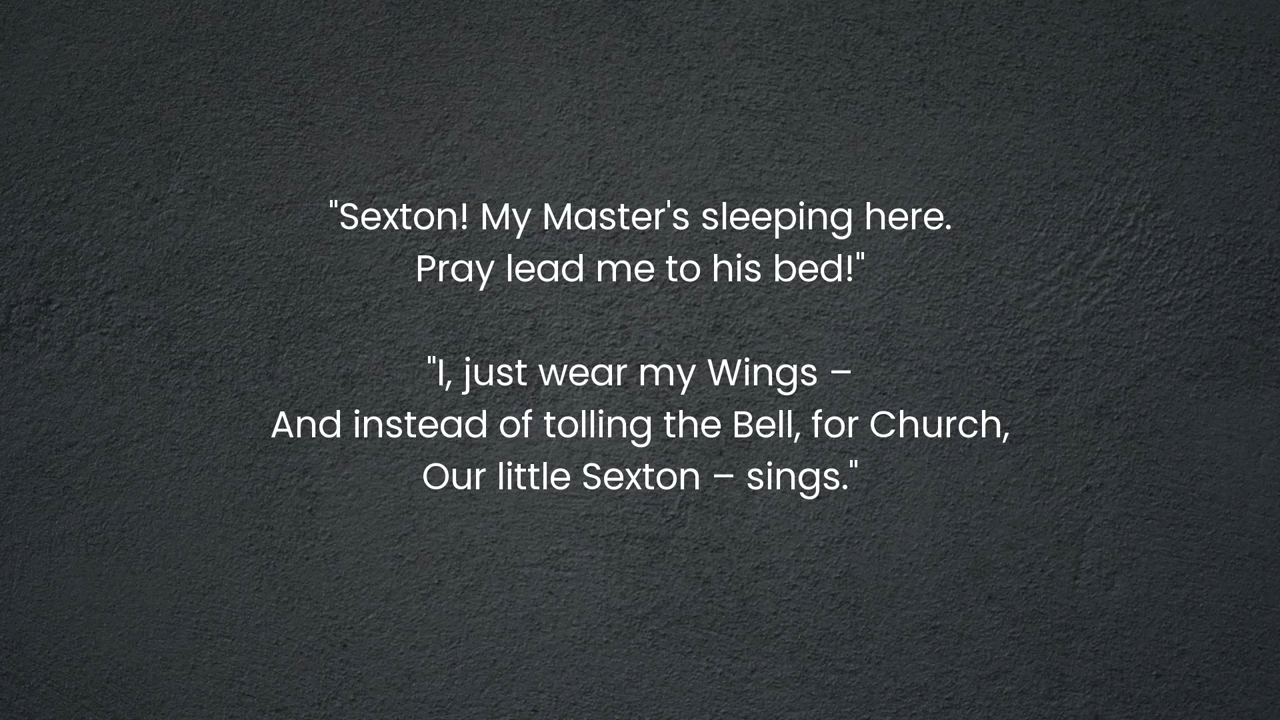 "Sexton! My Master's sleeping here.
Pray lead me to his bed!"
"I, just wear my Wings –
And instead of tolling the Bell, for Church,
Our little Sexton – sings."